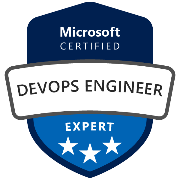 Microsoft
CERTIFIED
DEVOPS ENGINEER
EXPERT